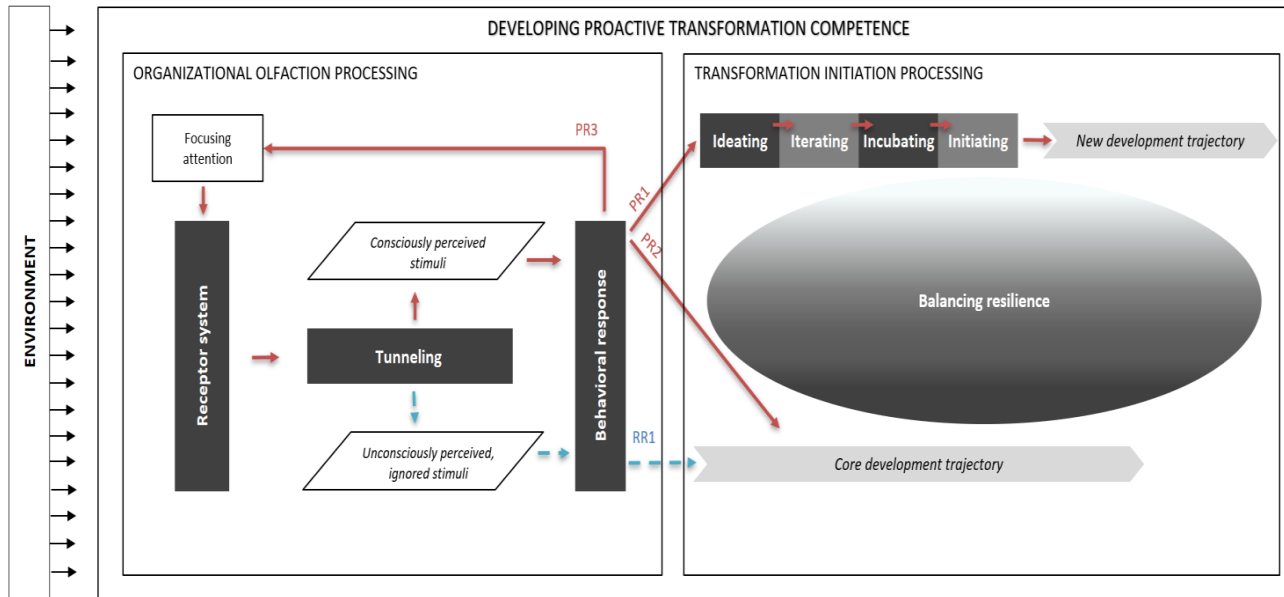 ENVIRONMENT
DEVELOPING PROACTIVE TRANSFORMATION COMPETENCE
ORGANIZATIONAL OLFACTION PROCESSING
Focusing
attention
PR3
Receptor system
Consciously perceived
stimuli
Tunneling
Unconsciously perceived,
ignored stimuli
Behavioral response
PR1
PR2
RR1
TRANSFORMATION INITIATION PROCESSING
Ideating
Iterating
Incubating
Initiating
New development trajectory
Balancing resilience
Core development trajectory